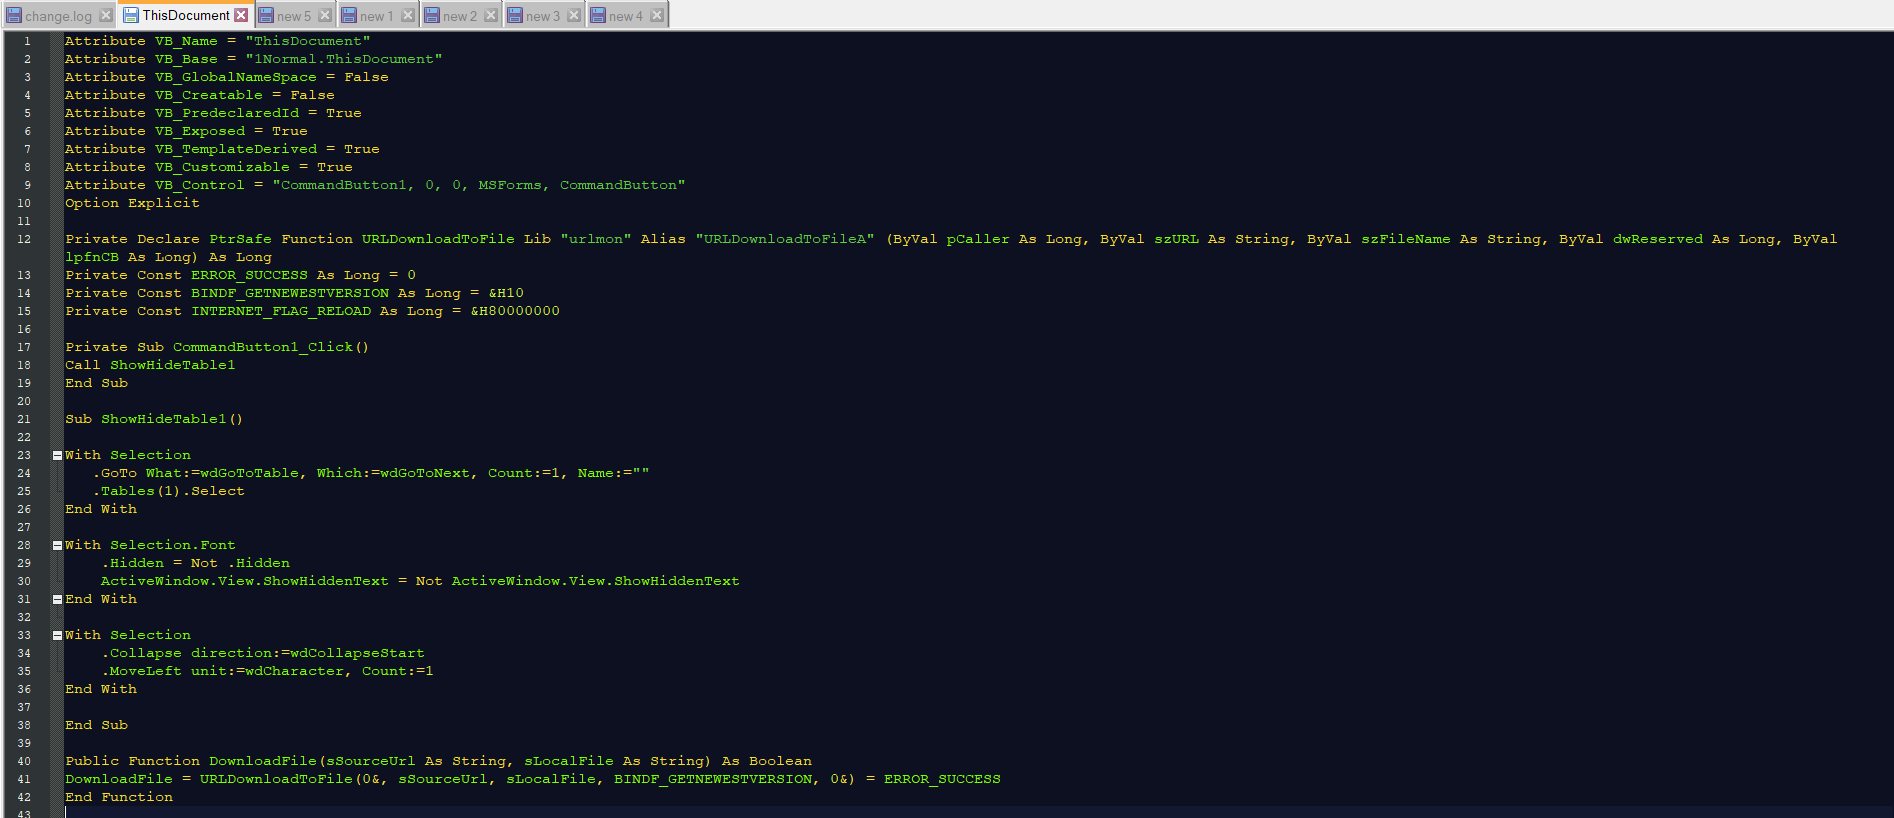 change.log ThisDocument new 5 new 1 new 2 new 3 new 4
1 Attribute VB_Name = "ThisDocument"
2 Attribute VB_Base = "1Normal.ThisDocument"
3 Attribute VB_GlobalNameSpace = False
4 Attribute VB_Creatable = False
5 Attribute VB_PredeclaredId = True
6 Attribute VB_Exposed = True
7 Attribute VB_TemplateDerived = True
8 Attribute VB_Customizable = True
9 Attribute VB_Control = "CommandButton1, 0, 0, MSForms, CommandButton"
10 Option Explicit
11
12 Private Declare PtrSafe Function URLDownloadToFile Lib "urlmon" Alias "URLDownloadToFileA" (ByVal pCaller As Long, ByVal szURL As String, ByVal szFileName As String, ByVal dwReserved As Long, ByVal
lpfnCB As Long) As Long
13 Private Const ERROR_SUCCESS As Long = 0
14 Private Const BINDF_GETNEWESTVERSION As Long = &H10
15 Private Const INTERNET_FLAG_RELOAD As Long = &H80000000
16
17 Private Sub CommandButton1_Click()
18 Call ShowHideTable1
19 End Sub
20
21 Sub ShowHideTable1()
22
23 With Selection
24 .GoTo What:=wdGoToTable, Which:=wdGoToNext, Count:=1, Name:=""
25 .Tables(1).Select
26 End With
27
28 With Selection.Font
29 .Hidden = Not .Hidden
30 ActiveWindow.View.ShowHiddenText = Not ActiveWindow.View.ShowHiddenText
31 End With
32
33 With Selection
34 .Collapse direction:=wdCollapseStart
35 .MoveLeft unit:=wdCharacter, Count:=1
36 End With
37
38 End Sub
39
40 Public Function DownloadFile(sSourceUrl As String, sLocalFile As String) As Boolean
41 DownloadFile = URLDownloadToFile(0&, sSourceUrl, sLocalFile, BINDF_GETNEWESTVERSION, 0&) = ERROR_SUCCESS
42 End Function
43